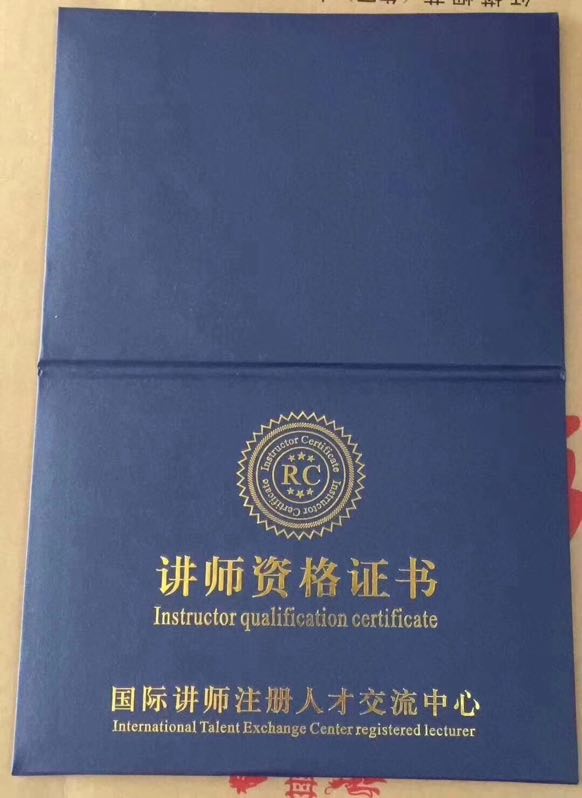 Instructor Certificate
Instructor Certificate
RC
讲师资格证书
Instructor qualification certificate
国际讲师注册人才交流中心
International Talent Exchange Center registered lecturer